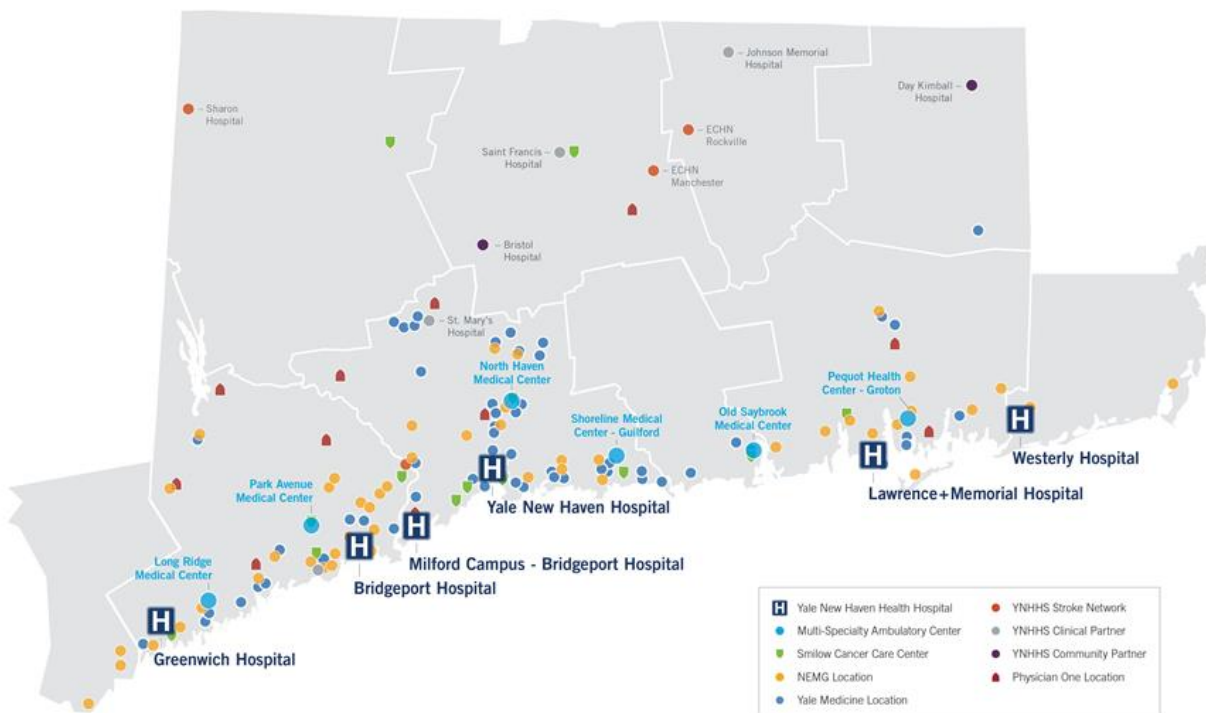 – Johnson Memorial
Hospital
Day Kimball –
Hospital
– Sharon
Hospital
– ECHN
Rockville
Saint Francis –
Hospital
– ECHN
Manchester
– Bristol
Hospital
– St. Mary's
Hospital
North Haven
Medical Center
Pequot Health
Center - Groton
Shoreline Medical
Center - Guilford
Old Saybrook
Medical Center
H
Westerly Hospital
H
Lawrence+Memorial Hospital
Park Avenue
Medical Center
H
Yale New Haven Hospital
H
Milford Campus - Bridgeport Hospital
H
Bridgeport Hospital
Long Ridge
Medical Center
H
Greenwich Hospital
H Yale New Haven Health Hospital
Multi-Specialty Ambulatory Center
Smilow Cancer Care Center
NEMG Location
Yale Medicine Location
YNHHS Stroke Network
YNHHS Clinical Partner
YNHHS Community Partner
Physician One Location